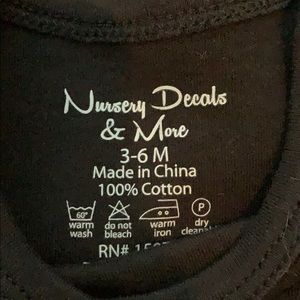 Nursery Decals
& More
3-6 M
Made in China
100% Cotton
60° P
warm do not warm dry
wash bleach iron
RN#